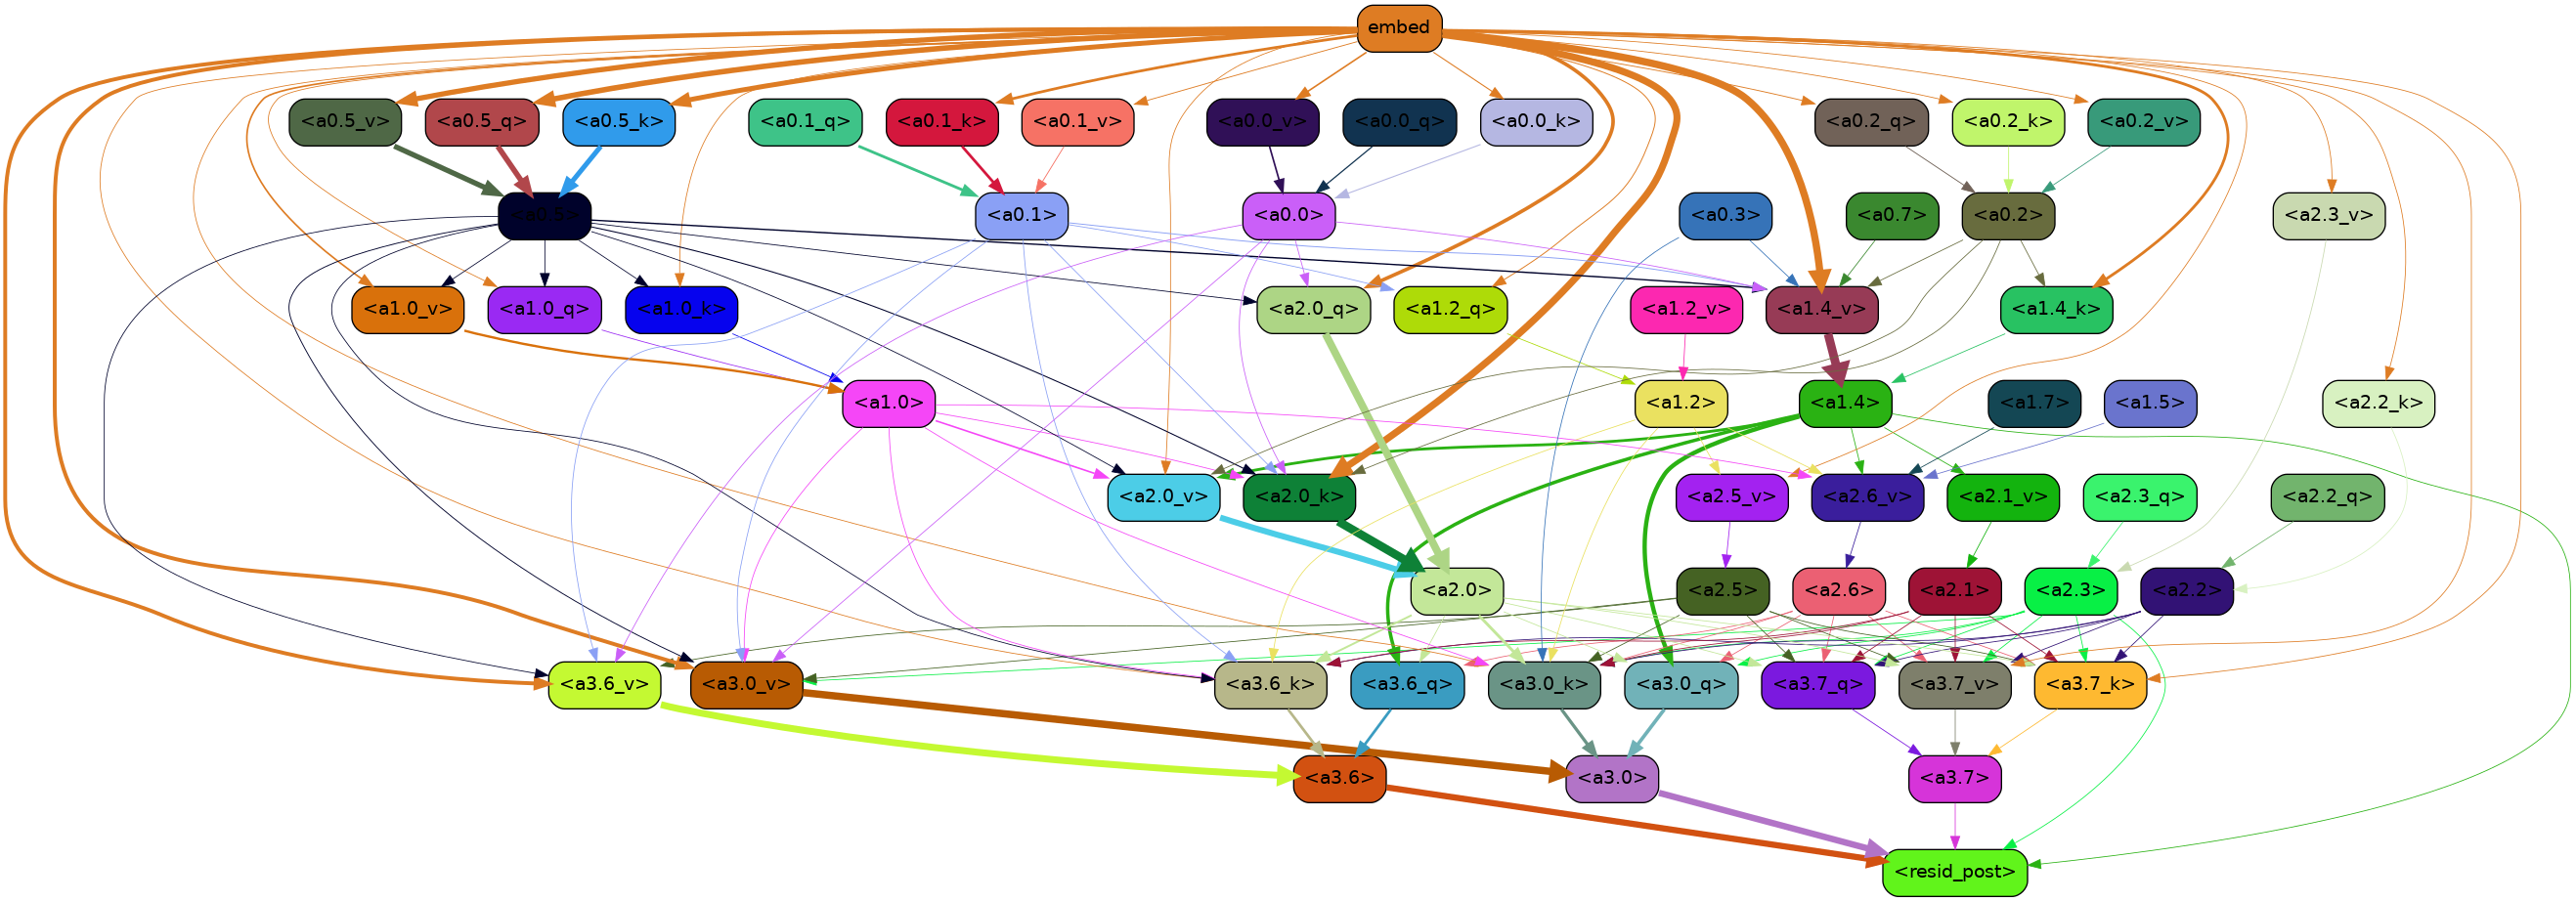 embed
<a0.5_v> <a0.5_q> <a0.5_k> <a0.1_q> <a0.1_k> <a0.1_v> <a0.0_v> <a0.0_q> <a0.0_k> <a0.2_q> <a0.2_k> <a0.2_v>
<a0.5> <a0.1> <a0.0> <a0.3> <a0.7> <a0.2> <a2.3_v>
<a1.0_v> <a1.0_q> <a1.0_k> <a2.0_q> <a1.2_q> <a1.2_v> <a1.4_v> <a1.4_k>
<a1.0> <a1.2> <a1.4> <a1.7> <a1.5> <a2.2_k>
<a2.0_v> <a2.0_k> <a2.5_v> <a2.6_v> <a2.1_v> <a2.3_q> <a2.2_q>
<a2.0> <a2.5> <a2.6> <a2.1> <a2.3> <a2.2>
<a3.6_v> <a3.0_v> <a3.6_k> <a3.6_q> <a3.0_k> <a3.0_q> <a3.7_q> <a3.7_v> <a3.7_k>
<a3.6> <a3.0> <a3.7>
<resid_post>